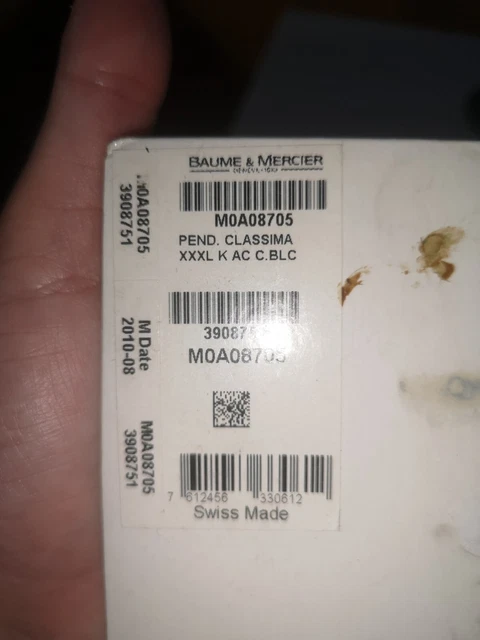 BAUME & MERCIER
M0A08705
PEND. CLASSIMA
XXXL K AC C.BLC
M0A08705
7 612456 330612
Swiss Made
M0A08705
3908751
M Date
2010-08
M0A08705
3908751